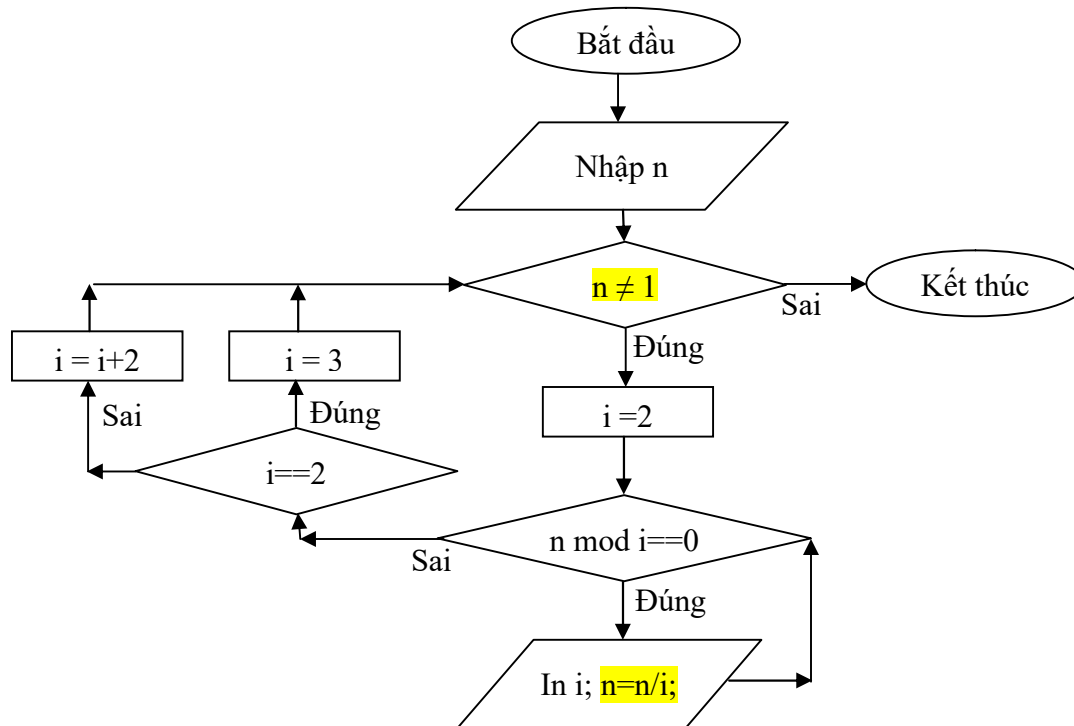 Bắt đầu
Nhập n
n ≠ 1
Kết thúc
Sai
i = i+2
i = 3
Đúng
i =2
Sai
Đúng
i==2
n mod i==0
Sai
Đúng
In i; n=n/i;